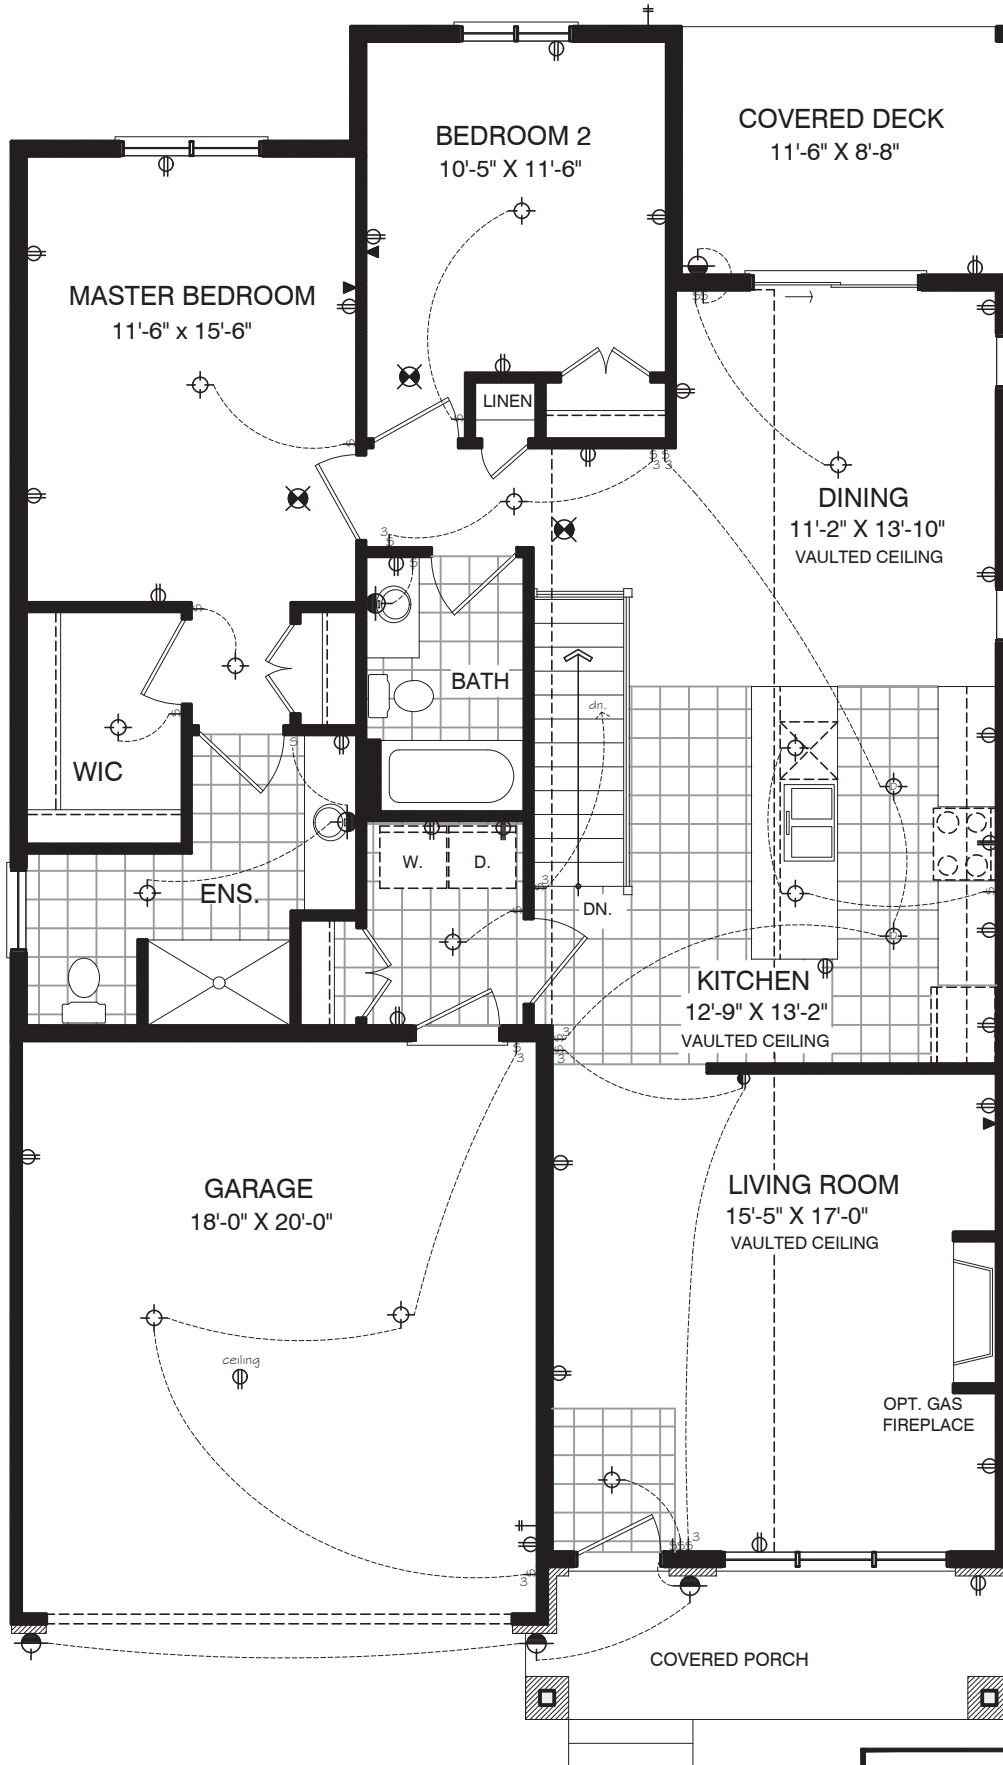 BEDROOM 2
10'-5" X 11'-6"
COVERED DECK
11'-6" X 8'-8"
MASTER BEDROOM
11'-6" x 15'-6"
LINEN
DINING
11'-2" X 13'-10"
VAULTED CEILING
BATH
dn.
WIC
W.
D.
ENS.
DN.
KITCHEN
12'-9" X 13'-2"
VAULTED CEILING
GARAGE
18'-0" X 20'-0"
LIVING ROOM
15'-5" X 17'-0"
VAULTED CEILING
ceiling
OPT. GAS
FIREPLACE
COVERED PORCH